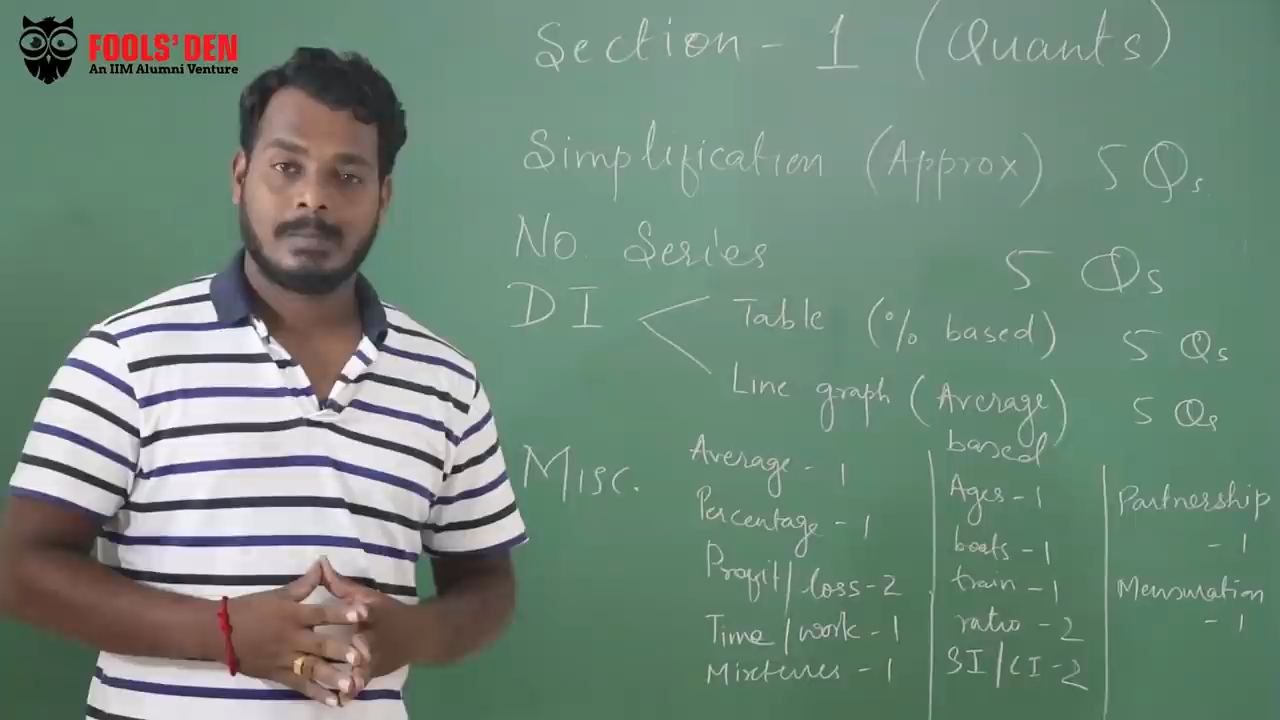 FOOLS' DEN
An IIM Alumni Venture
Section - 1 (Quants)
Simplification (Approx) 5 Qs.
No. Series 5 Qs
DI
Table (% based) 5 Qs
Line graph (Average based) 5 Qs
Misc.
Average - 1
Percentage - 1
Profit/loss - 2
Time/work - 1
Mixtures - 1
Ages - 1
boats - 1
train - 1
ratio - 2
SI/CI - 2
Partnership
- 1
Mensuration
- 1